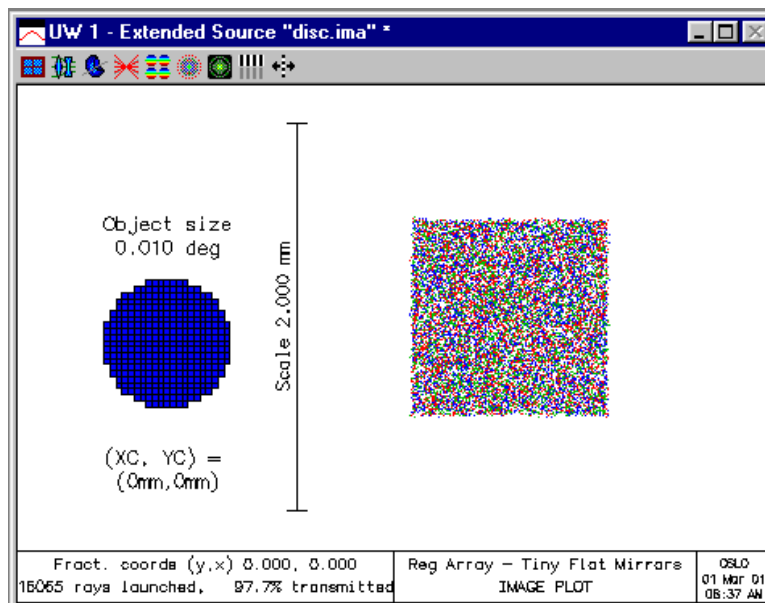 UW 1 - Extended Source "disc.ima" *
Object size
0.010 deg
Scale 2.000 mm
(XC, YC) =
(0mm,0mm)
Fract. coords (y,x) 0.000, 0.000
rays launched, 97.7% transmitted
Reg Array - Tiny Flat Mirrors
IMAGE PLOT
OSLO
01 Mar 01
06:37 AM